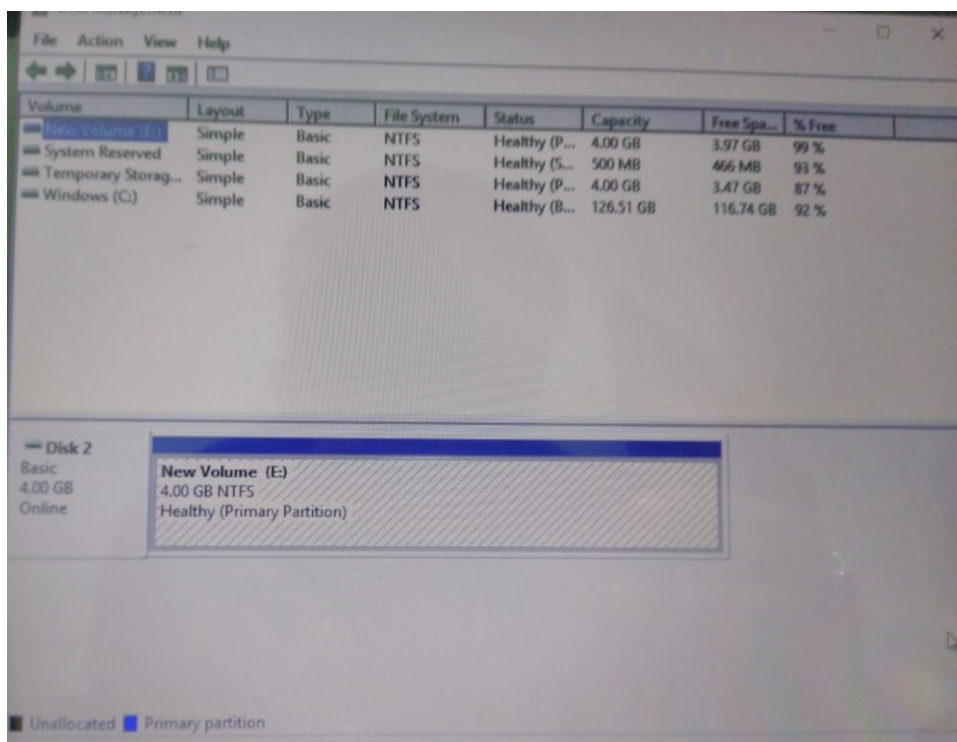 File Action View Help
Volume Layout Type File System Status Capacity Free Spa... % Free
New Volume (E:) Simple Basic NTFS Healthy (P... 4.00 GB 3.97 GB 99 %
System Reserved Simple Basic NTFS Healthy (S... 500 MB 466 MB 93 %
Temporary Storag... Simple Basic NTFS Healthy (P... 4.00 GB 3.47 GB 87 %
Windows (C:) Simple Basic NTFS Healthy (B... 126.51 GB 116.74 GB 92 %
Disk 2
Basic
4.00 GB
Online
New Volume (E:)
4.00 GB NTFS
Healthy (Primary Partition)
Unallocated Primary partition